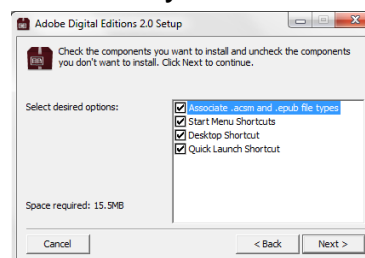 Adobe Digital Editions 2.0 Setup
Check the components you want to install and uncheck the components
you don't want to install. Click Next to continue.
Select desired options:
Associate .acsm and .epub file types
Start Menu Shortcuts
Desktop Shortcut
Quick Launch Shortcut
Space required: 15.5MB
Cancel
< Back
Next >